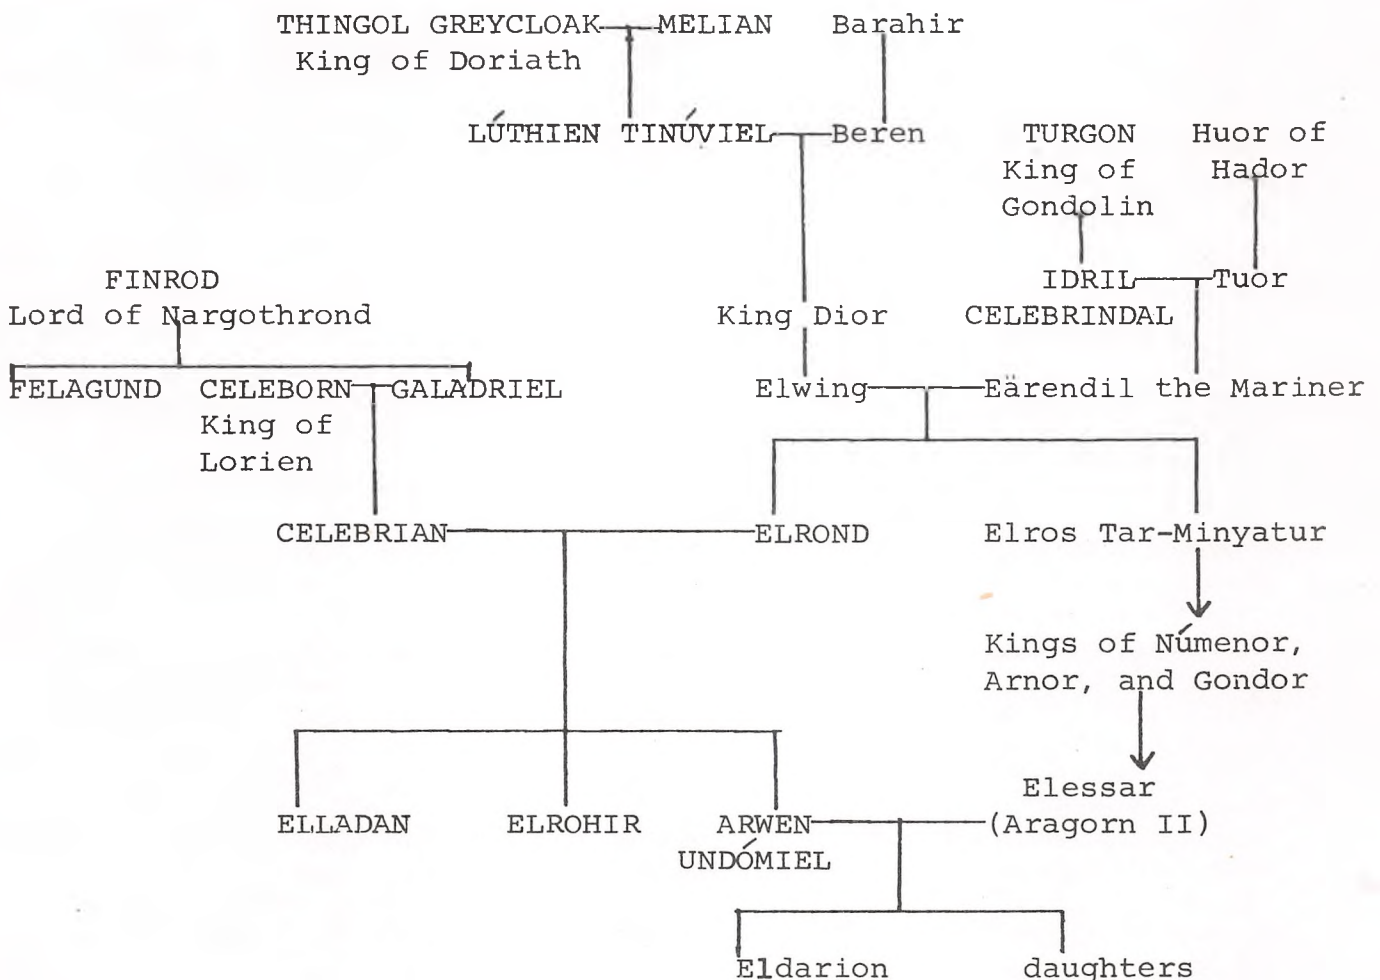 THINGOL GREYCLOAK MELIAN Barahir
King of Doriath
LÚTHIEN TINÚVIEL Beren TURGON Huor of
King of Hador
Gondolin
FINROD IDRIL Tuor
Lord of Nargothrond King Dior CELEBRINDAL
FELAGUND CELEBORN GALADRIEL Elwing Eärendil the Mariner
King of
Lorien
CELEBRIAN ELROND Elros Tar-Minyatur
Kings of Númenor,
Arnor, and Gondor
Elessar
ELLADAN ELROHIR ARWEN (Aragorn II)
UNDÓMIEL
Eldarion daughters